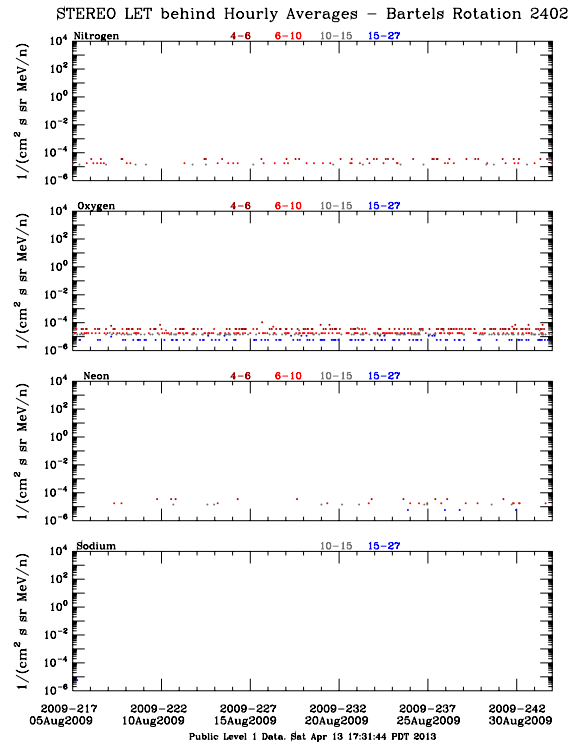 STEREO LET behind Hourly Averages – Bartels Rotation 2402
Nitrogen 4–6 6–10 10–15 15–27
10^4
10^2
10^0
10^-2
10^-4
10^-6
1/(cm^2 s sr MeV/n)
Oxygen 4–6 6–10 10–15 15–27
10^4
10^2
10^0
10^-2
10^-4
10^-6
1/(cm^2 s sr MeV/n)
Neon 4–6 6–10 10–15 15–27
10^4
10^2
10^0
10^-2
10^-4
10^-6
1/(cm^2 s sr MeV/n)
Sodium 10–15 15–27
10^4
10^2
10^0
10^-2
10^-4
10^-6
1/(cm^2 s sr MeV/n)
2009–217 2009–222 2009–227 2009–232 2009–237 2009–242
05Aug2009 10Aug2009 15Aug2009 20Aug2009 25Aug2009 30Aug2009
Public Level 1 Data. Sat Apr 13 17:31:44 PDT 2013